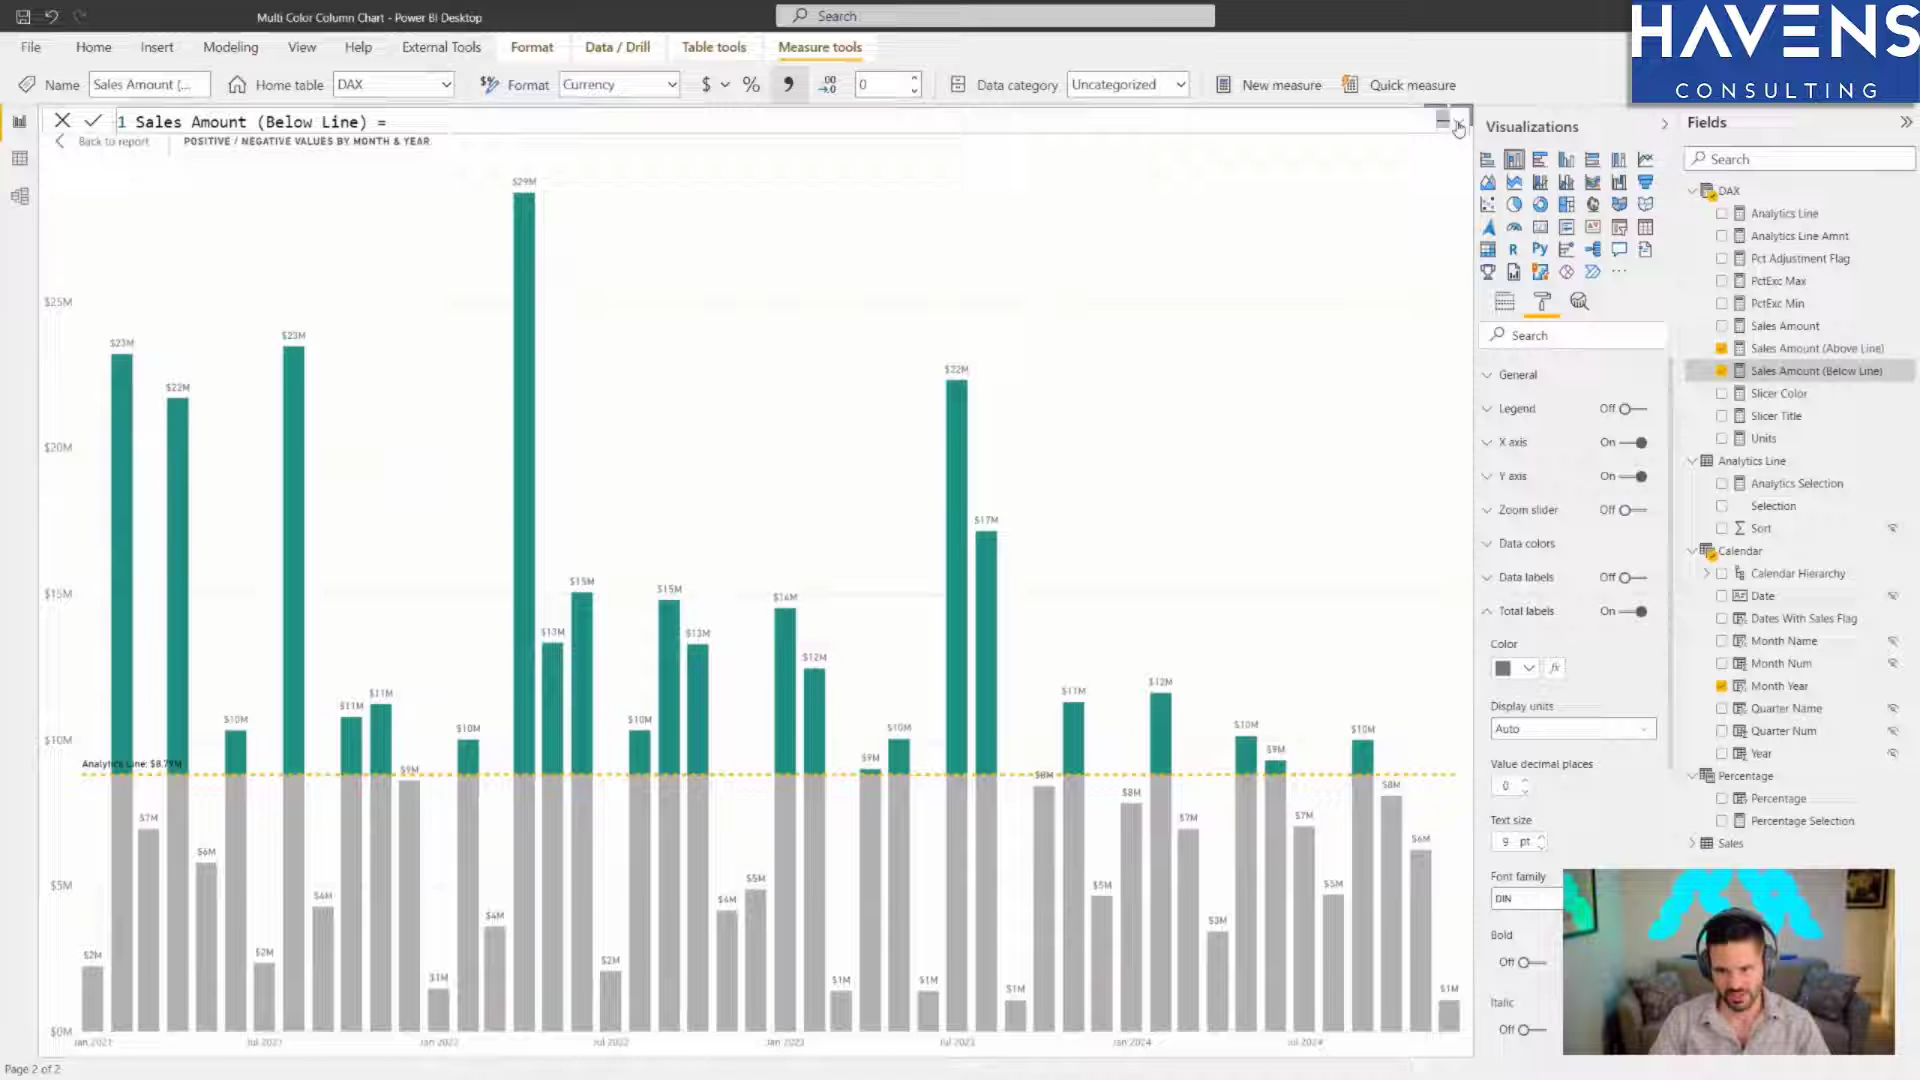 Multi Color Column Chart - Power BI Desktop
Search
HAVENS
CONSULTING
File Home Insert Modeling View Help External Tools Format Data / Drill Table tools Measure tools
Name Sales Amount (... Home table DAX Format Currency $ % 0 Data category Uncategorized New measure Quick measure
1 Sales Amount (Below Line) =
Back to report POSITIVE / NEGATIVE VALUES BY MONTH & YEAR
$25M
$20M
$15M
$10M
$5M
$0M
Analytics Line: $8.79M
$2M $23M $7M $22M $6M $10M $2M $23M $4M $11M $11M $9M $1M $10M $4M $29M $13M $15M $2M $10M $15M $13M $4M $5M $14M $12M $1M $9M $10M $1M $22M $17M $1M $8M $11M $5M $8M $12M $7M $3M $10M $9M $7M $5M $10M $8M $6M $1M
Jan 2021 Jul 2021 Jan 2022 Jul 2022 Jan 2023 Jul 2023 Jan 2024 Jul 2024
Page 2 of 2
Visualizations
R Py
Search
General
Legend Off
X axis On
Y axis On
Zoom slider Off
Data colors
Data labels Off
Total labels On
Color
fx
Display units
Auto
Value decimal places
0
Text size
9 pt
Font family
DIN
Bold
Off
Italic
Off
Fields
Search
DAX
Analytics Line
Analytics Line Amnt
Pct Adjustment Flag
PctExc Max
PctExc Min
Sales Amount
Sales Amount (Above Line)
Sales Amount (Below Line)
Slicer Color
Slicer Title
Units
Analytics Line
Analytics Selection
Selection
Sort
Calendar
Calendar Hierarchy
Date
Dates With Sales Flag
Month Name
Month Num
Month Year
Quarter Name
Quarter Num
Year
Percentage
Percentage
Percentage Selection
Sales